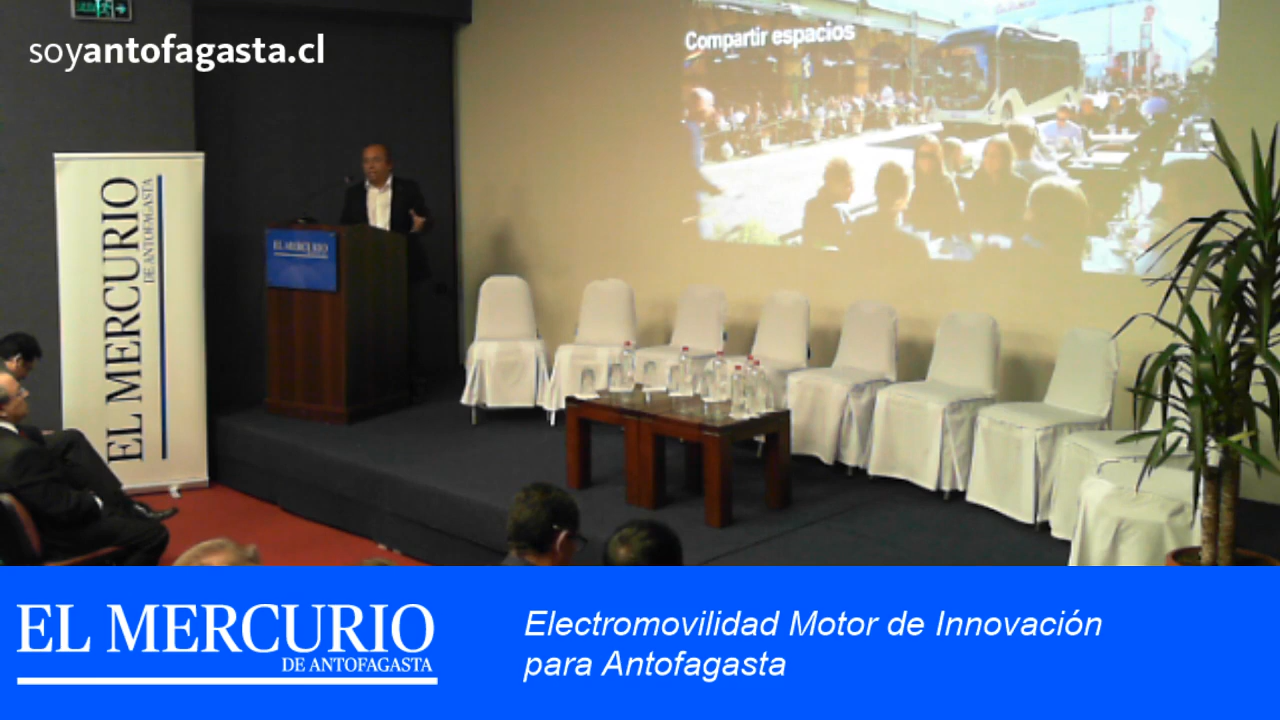 soyantofagasta.cl
Compartir espacios
EL MERCURIO
DE ANTOFAGASTA
EL MERCURIO
EL MERCURIO
DE ANTOFAGASTA
Electromovilidad Motor de Innovación
para Antofagasta